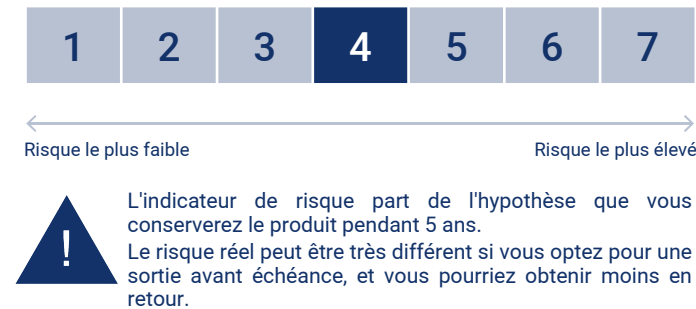 1 2 3 4 5 6 7
Risque le plus faible Risque le plus élevé
L'indicateur de risque part de l'hypothèse que vous
conserverez le produit pendant 5 ans.
Le risque réel peut être très différent si vous optez pour une
sortie avant échéance, et vous pourriez obtenir moins en
retour.
!